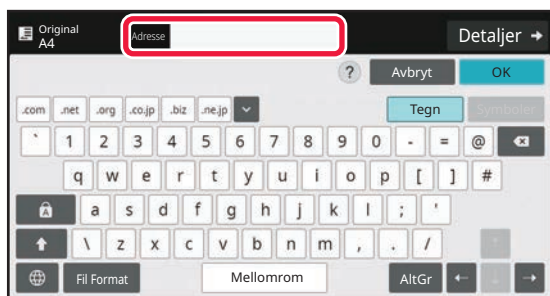 Original
A4
Adresse
Detaljer
?
Avbryt
OK
.com .net .org .co.jp .biz .ne.jp
Tegn
Symboler
` 1 2 3 4 5 6 7 8 9 0 - = @
q w e r t y u i o p [ ] #
A a s d f g h j k l ; '
\ z x c v b n m , . /
Fil Format
Mellomrom
AltGr